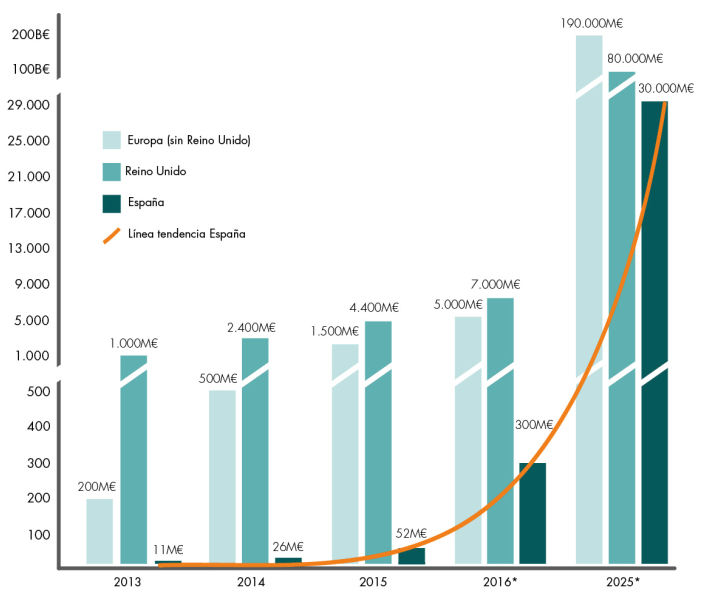 200B€
100B€
29.000
25.000
21.000
17.000
13.000
9.000
5.000
1.000
500
400
300
200
100
Europa (sin Reino Unido)
Reino Unido
España
Línea tendencia España
200M€
1.000M€
11M€
500M€
2.400M€
26M€
1.500M€
4.400M€
52M€
5.000M€
7.000M€
300M€
190.000M€
80.000M€
30.000M€
2013
2014
2015
2016*
2025*